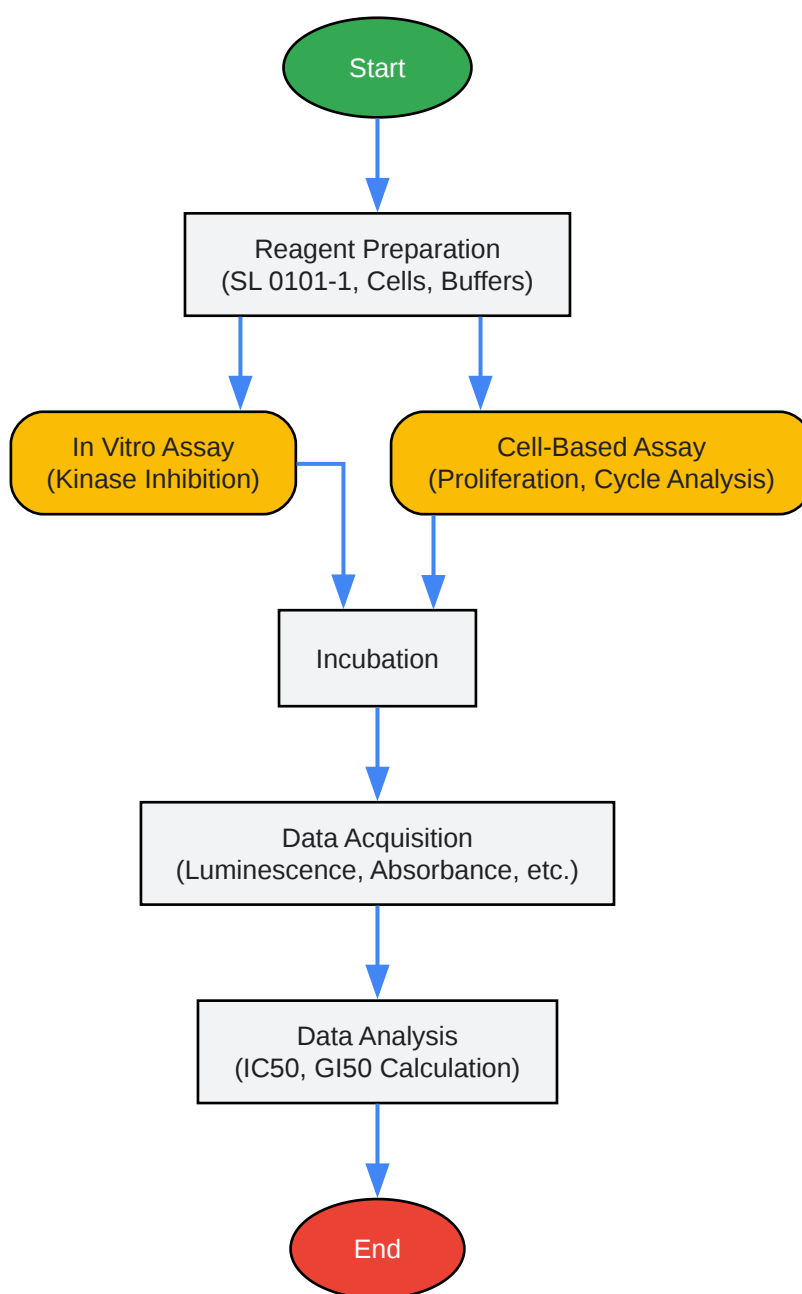 Start
Reagent Preparation
(SL 0101-1, Cells, Buffers)
In Vitro Assay
(Kinase Inhibition)
Cell-Based Assay
(Proliferation, Cycle Analysis)
Incubation
Data Acquisition
(Luminescence, Absorbance, etc.)
Data Analysis
(IC50, GI50 Calculation)
End